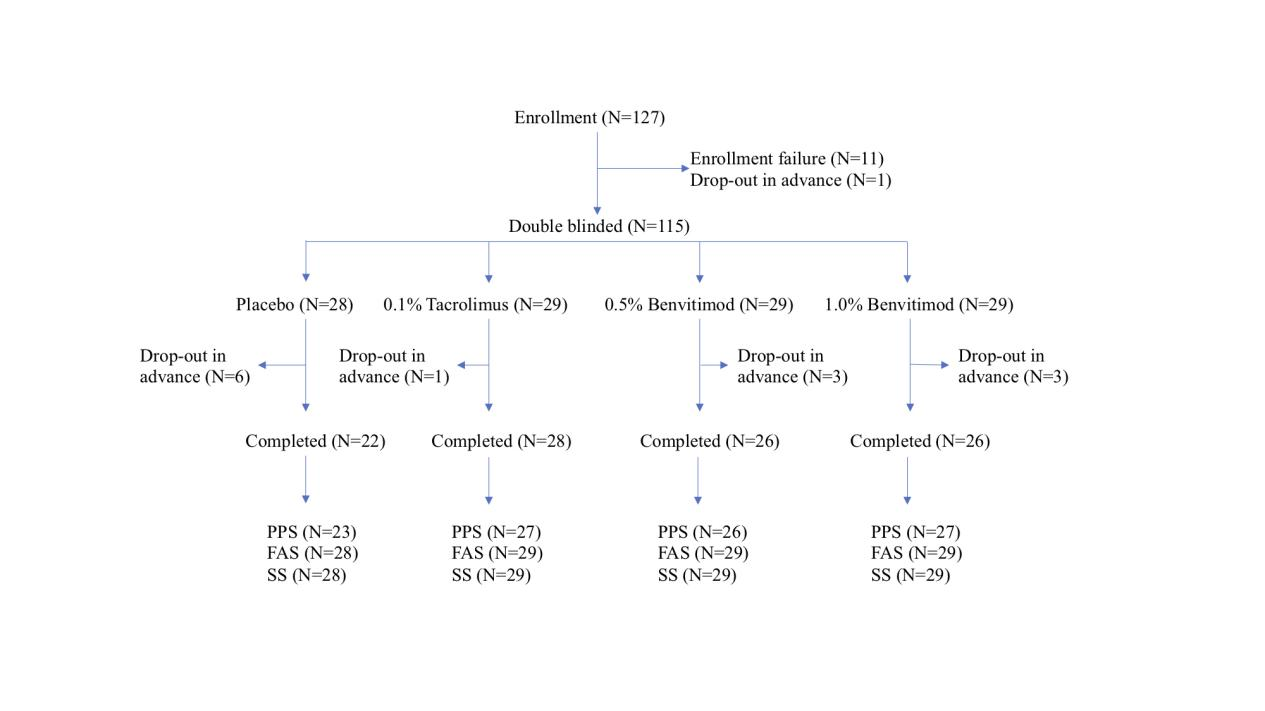 Enrollment (N=127)
Enrollment failure (N=11)
Drop-out in advance (N=1)
Double blinded (N=115)
Placebo (N=28)
0.1% Tacrolimus (N=29)
0.5% Benvitimod (N=29)
1.0% Benvitimod (N=29)
Drop-out in
advance (N=6)
Drop-out in
advance (N=1)
Drop-out in
advance (N=3)
Drop-out in
advance (N=3)
Completed (N=22)
Completed (N=28)
Completed (N=26)
Completed (N=26)
PPS (N=23)
FAS (N=28)
SS (N=28)
PPS (N=27)
FAS (N=29)
SS (N=29)
PPS (N=26)
FAS (N=29)
SS (N=29)
PPS (N=27)
FAS (N=29)
SS (N=29)